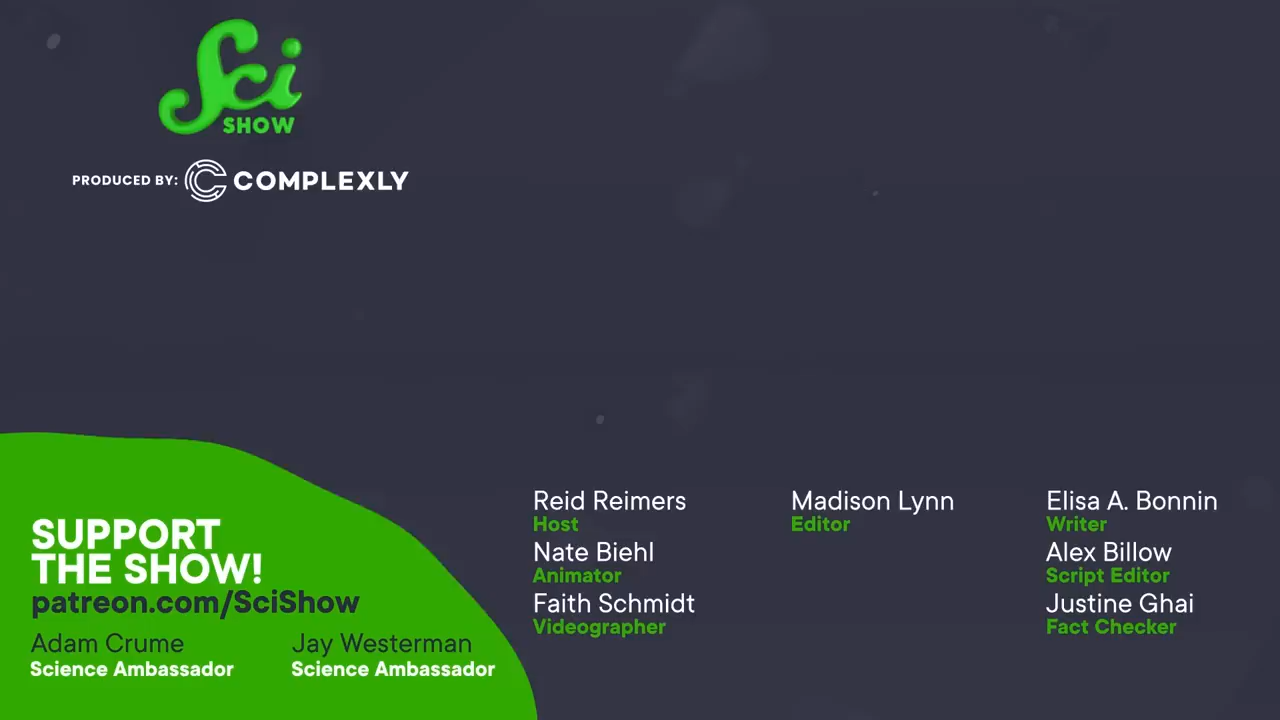 Sci
SHOW
PRODUCED BY: COMPLEXLY
SUPPORT
THE SHOW!
patreon.com/SciShow
Adam Crume
Science Ambassador
Jay Westerman
Science Ambassador
Reid Reimers
Host
Nate Biehl
Animator
Faith Schmidt
Videographer
Madison Lynn
Editor
Elisa A. Bonnin
Writer
Alex Billow
Script Editor
Justine Ghai
Fact Checker